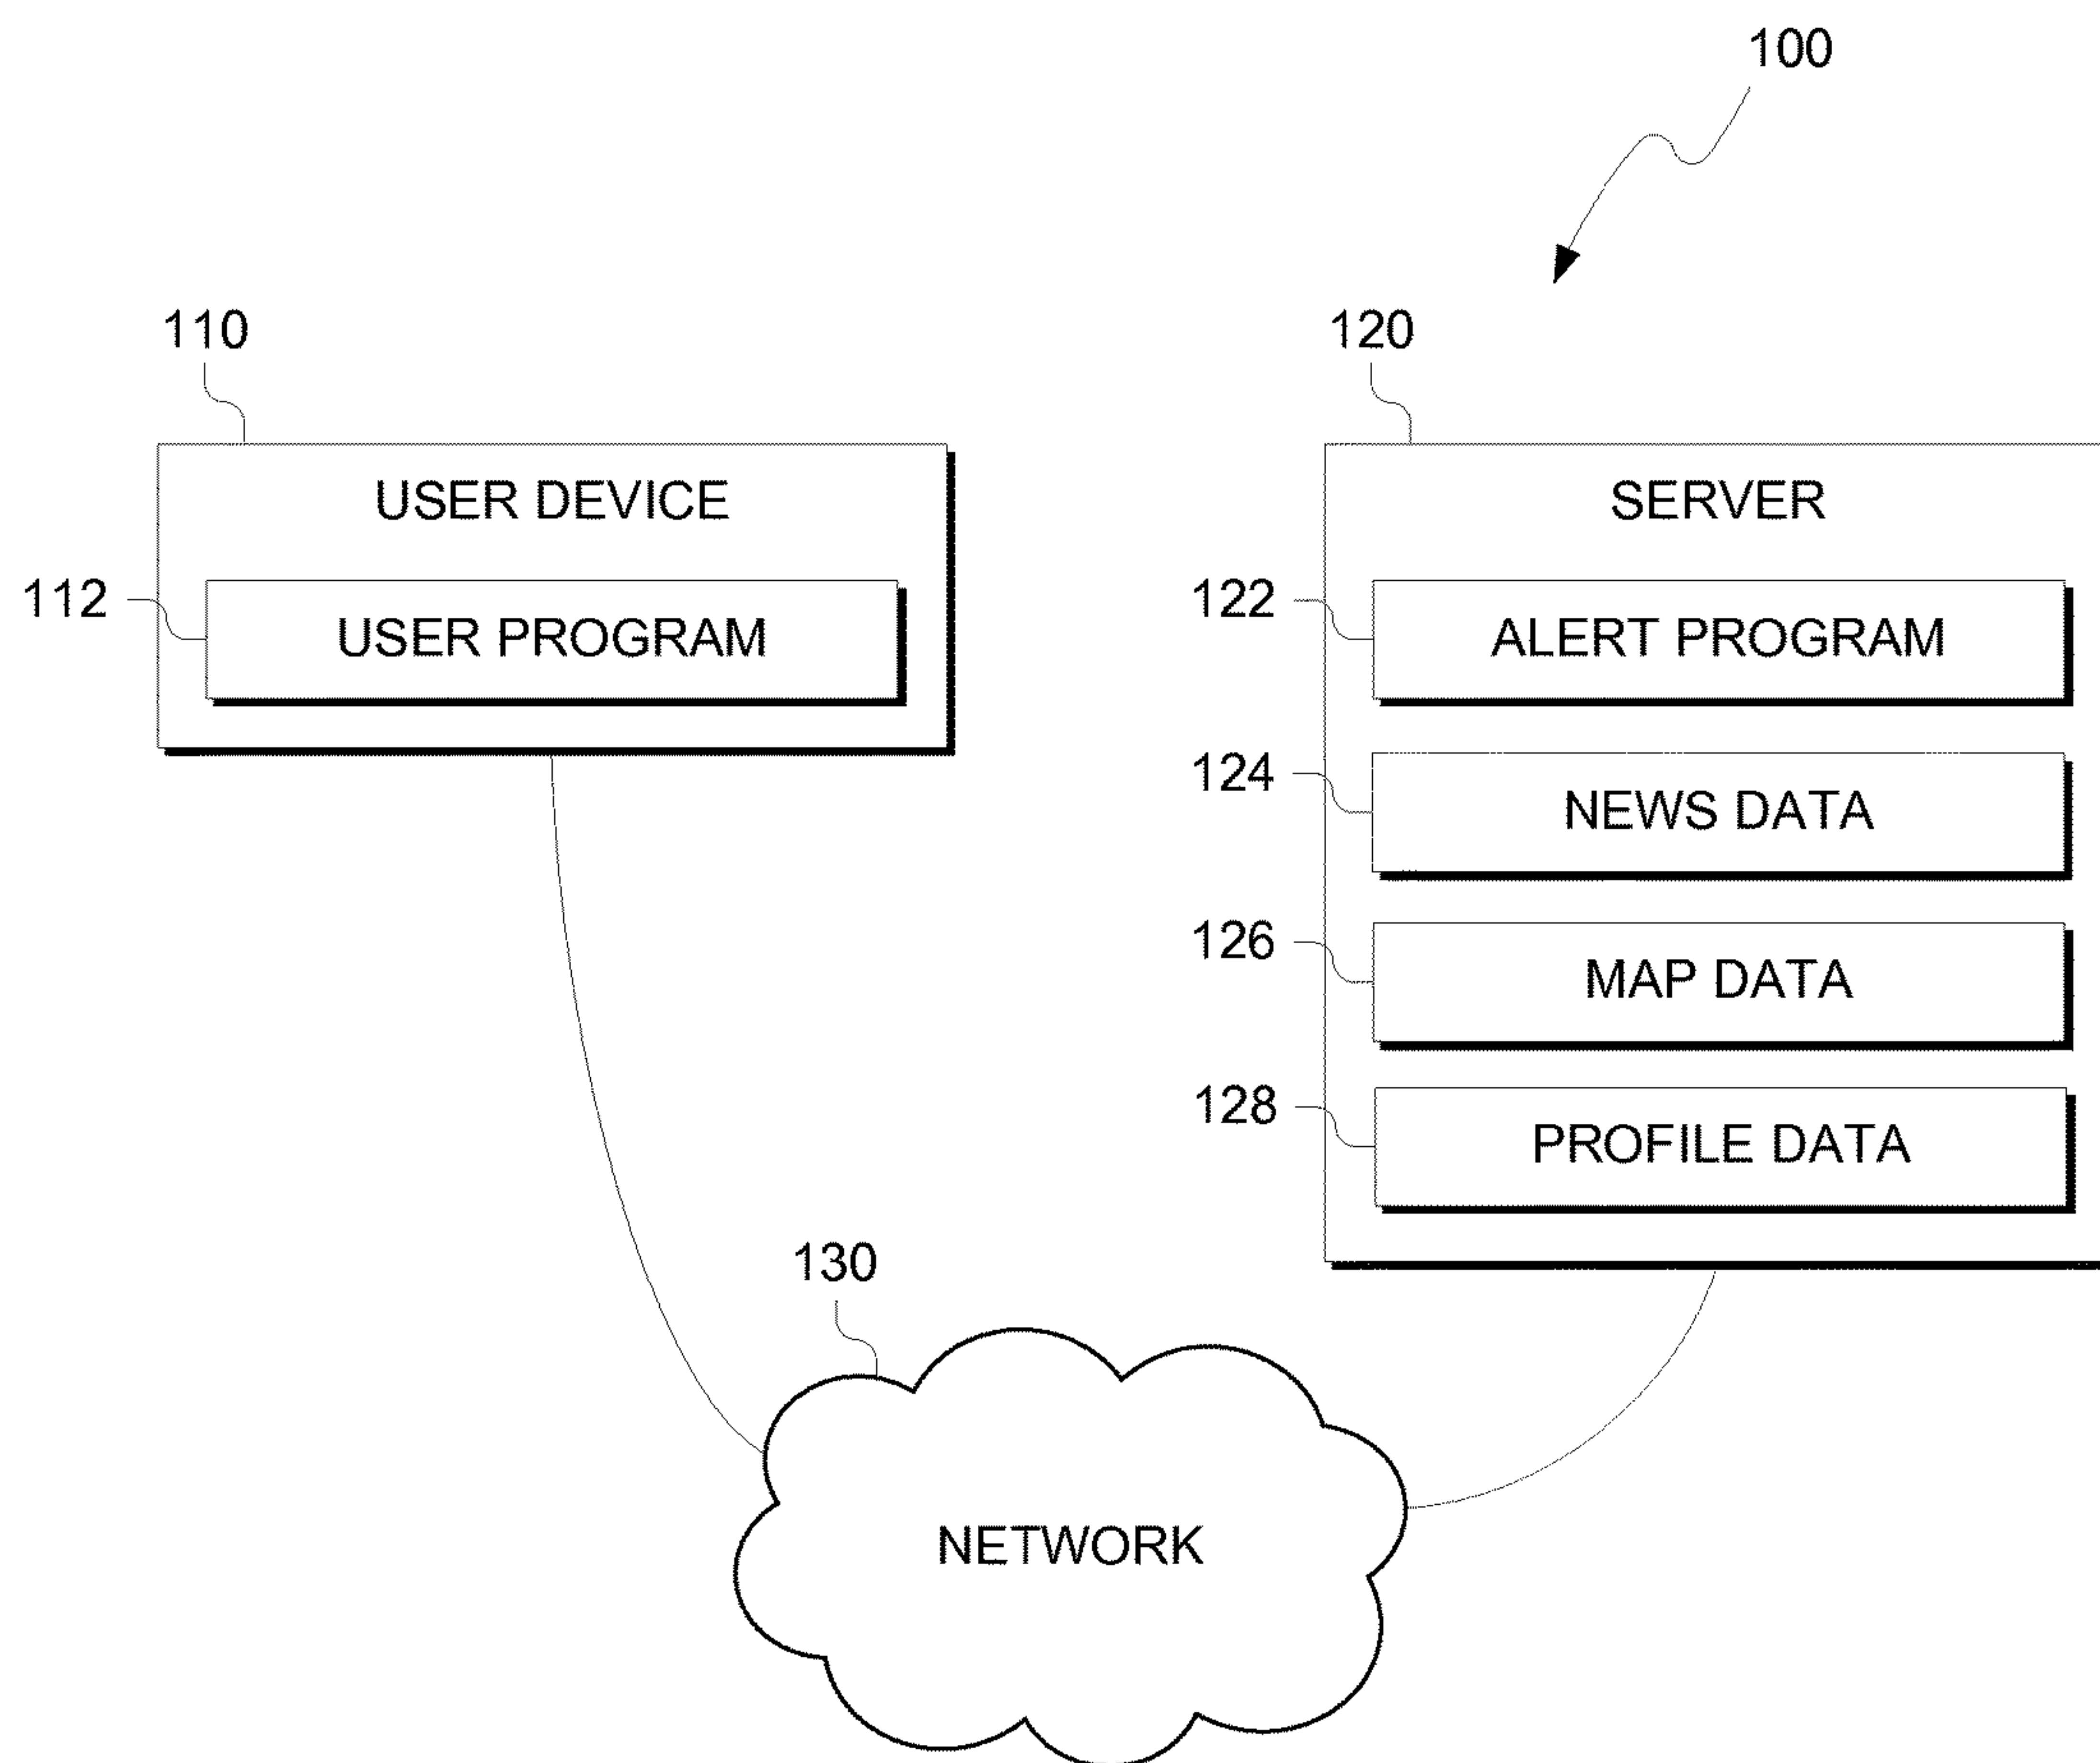 100
110
120
USER DEVICE
SERVER
112
USER PROGRAM
122
ALERT PROGRAM
124
NEWS DATA
126
MAP DATA
128
PROFILE DATA
130
NETWORK